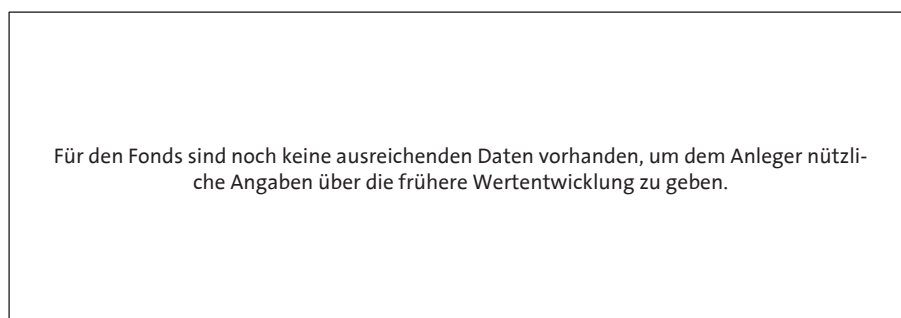 Für den Fonds sind noch keine ausreichenden Daten vorhanden, um dem Anleger nützli-
che Angaben über die frühere Wertentwicklung zu geben.